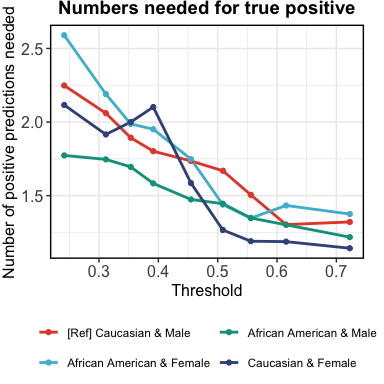 Numbers needed for true positive
Number of positive predictions needed
2.5
2.0
1.5
0.3 0.4 0.5 0.6 0.7
Threshold
[Ref] Caucasian & Male
African American & Male
African American & Female
Caucasian & Female